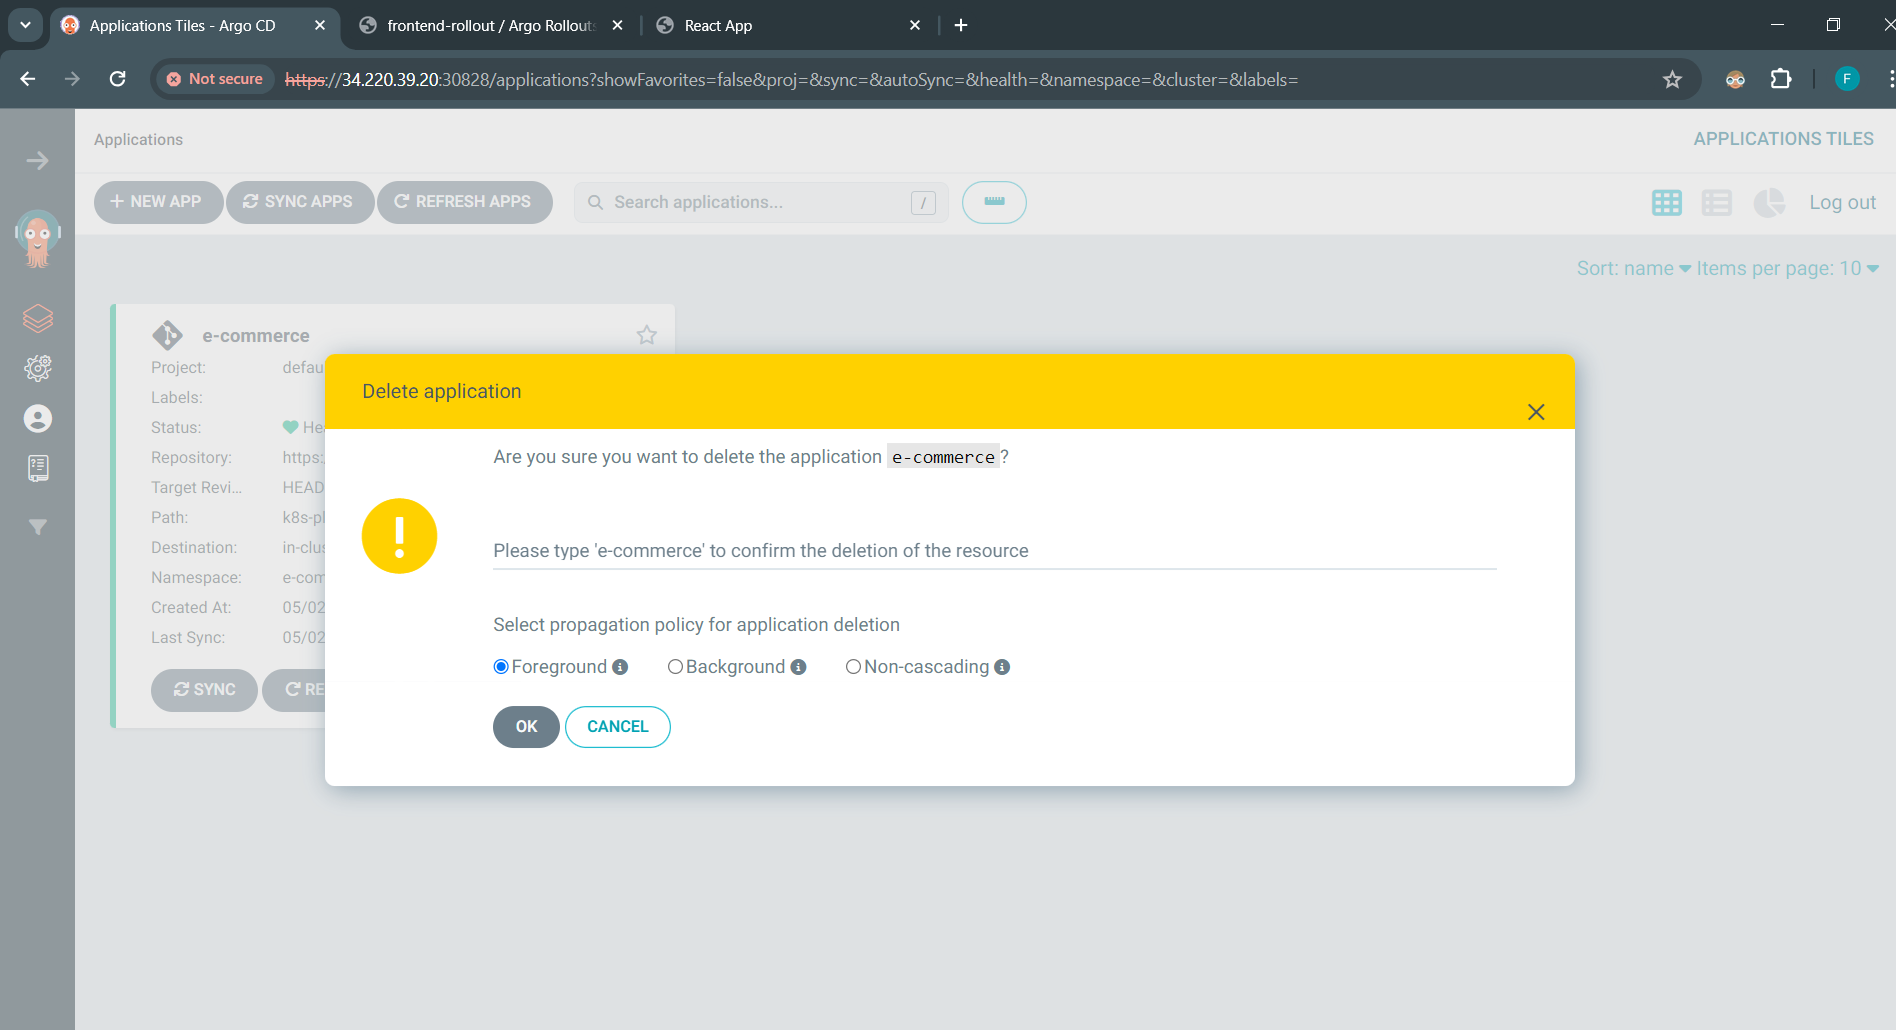 Applications Tiles - Argo CD
frontend-rollout / Argo Rollouts
React App
Not secure
https://34.220.39.20:30828/applications?showFavorites=false&proj=&sync=&autoSync=&health=&namespace=&cluster=&labels=
F
Applications
APPLICATIONS TILES
+ NEW APP
SYNC APPS
REFRESH APPS
Search applications...
/
Log out
Sort: name
Items per page: 10
e-commerce
Project: defau
Labels:
Status: He
Repository: https:
Target Revi... HEAD
Path: k8s-pl
Destination: in-clus
Namespace: e-com
Created At: 05/02
Last Sync: 05/02
SYNC
RE
Delete application
Are you sure you want to delete the application e-commerce?
Please type 'e-commerce' to confirm the deletion of the resource
Select propagation policy for application deletion
Foreground
Background
Non-cascading
OK
CANCEL